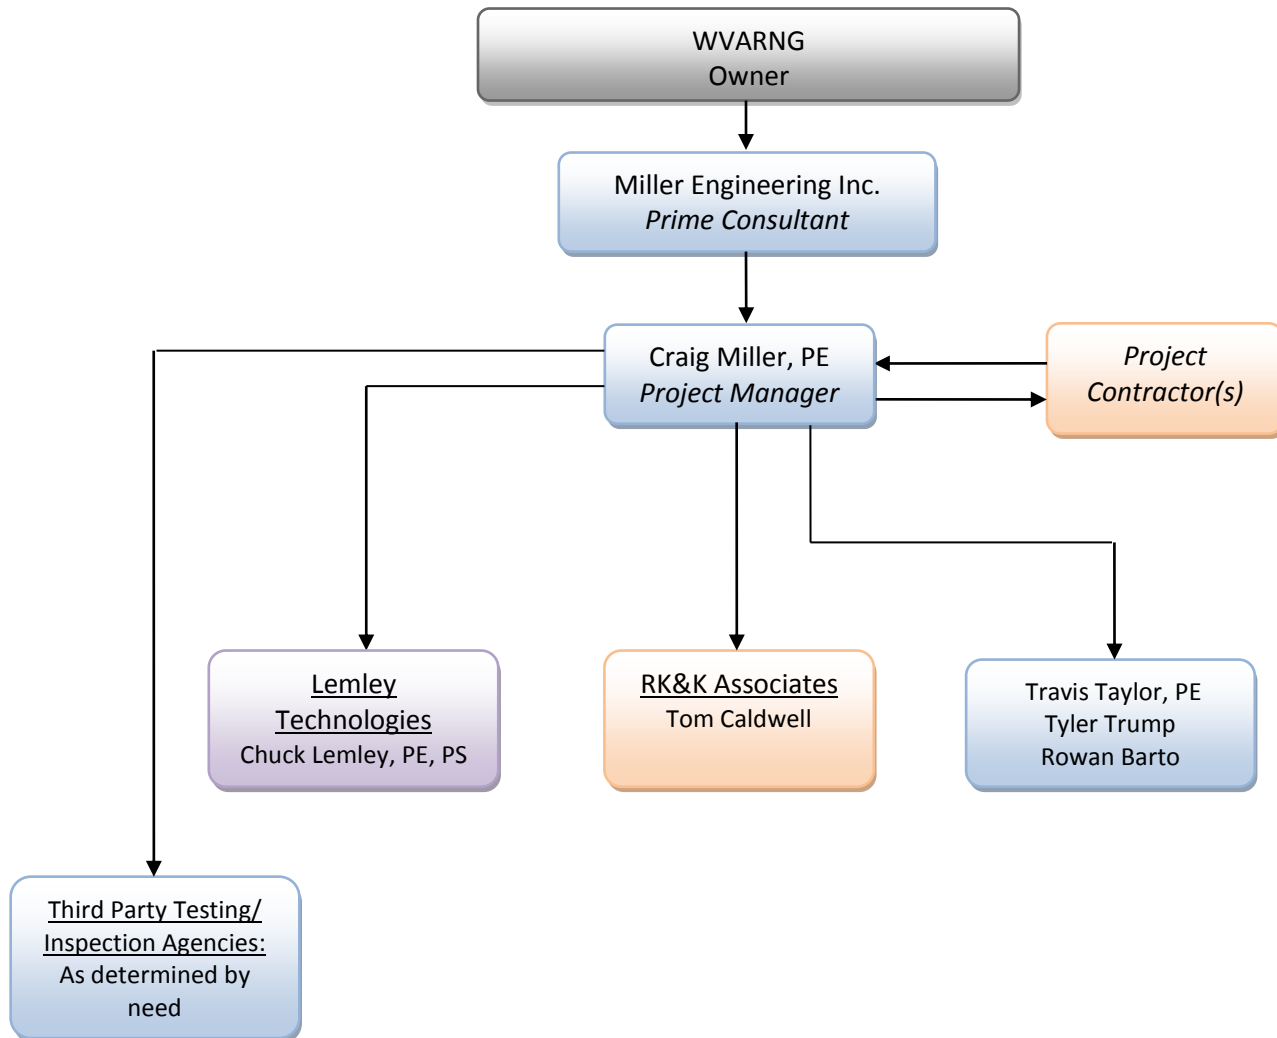 WVARNG
Owner
Miller Engineering Inc.
Prime Consultant
Craig Miller, PE
Project Manager
Project
Contractor(s)
Lemley
Technologies
Chuck Lemley, PE, PS
RK&K Associates
Tom Caldwell
Travis Taylor, PE
Tyler Trump
Rowan Barto
Third Party Testing/
Inspection Agencies:
As determined by
need